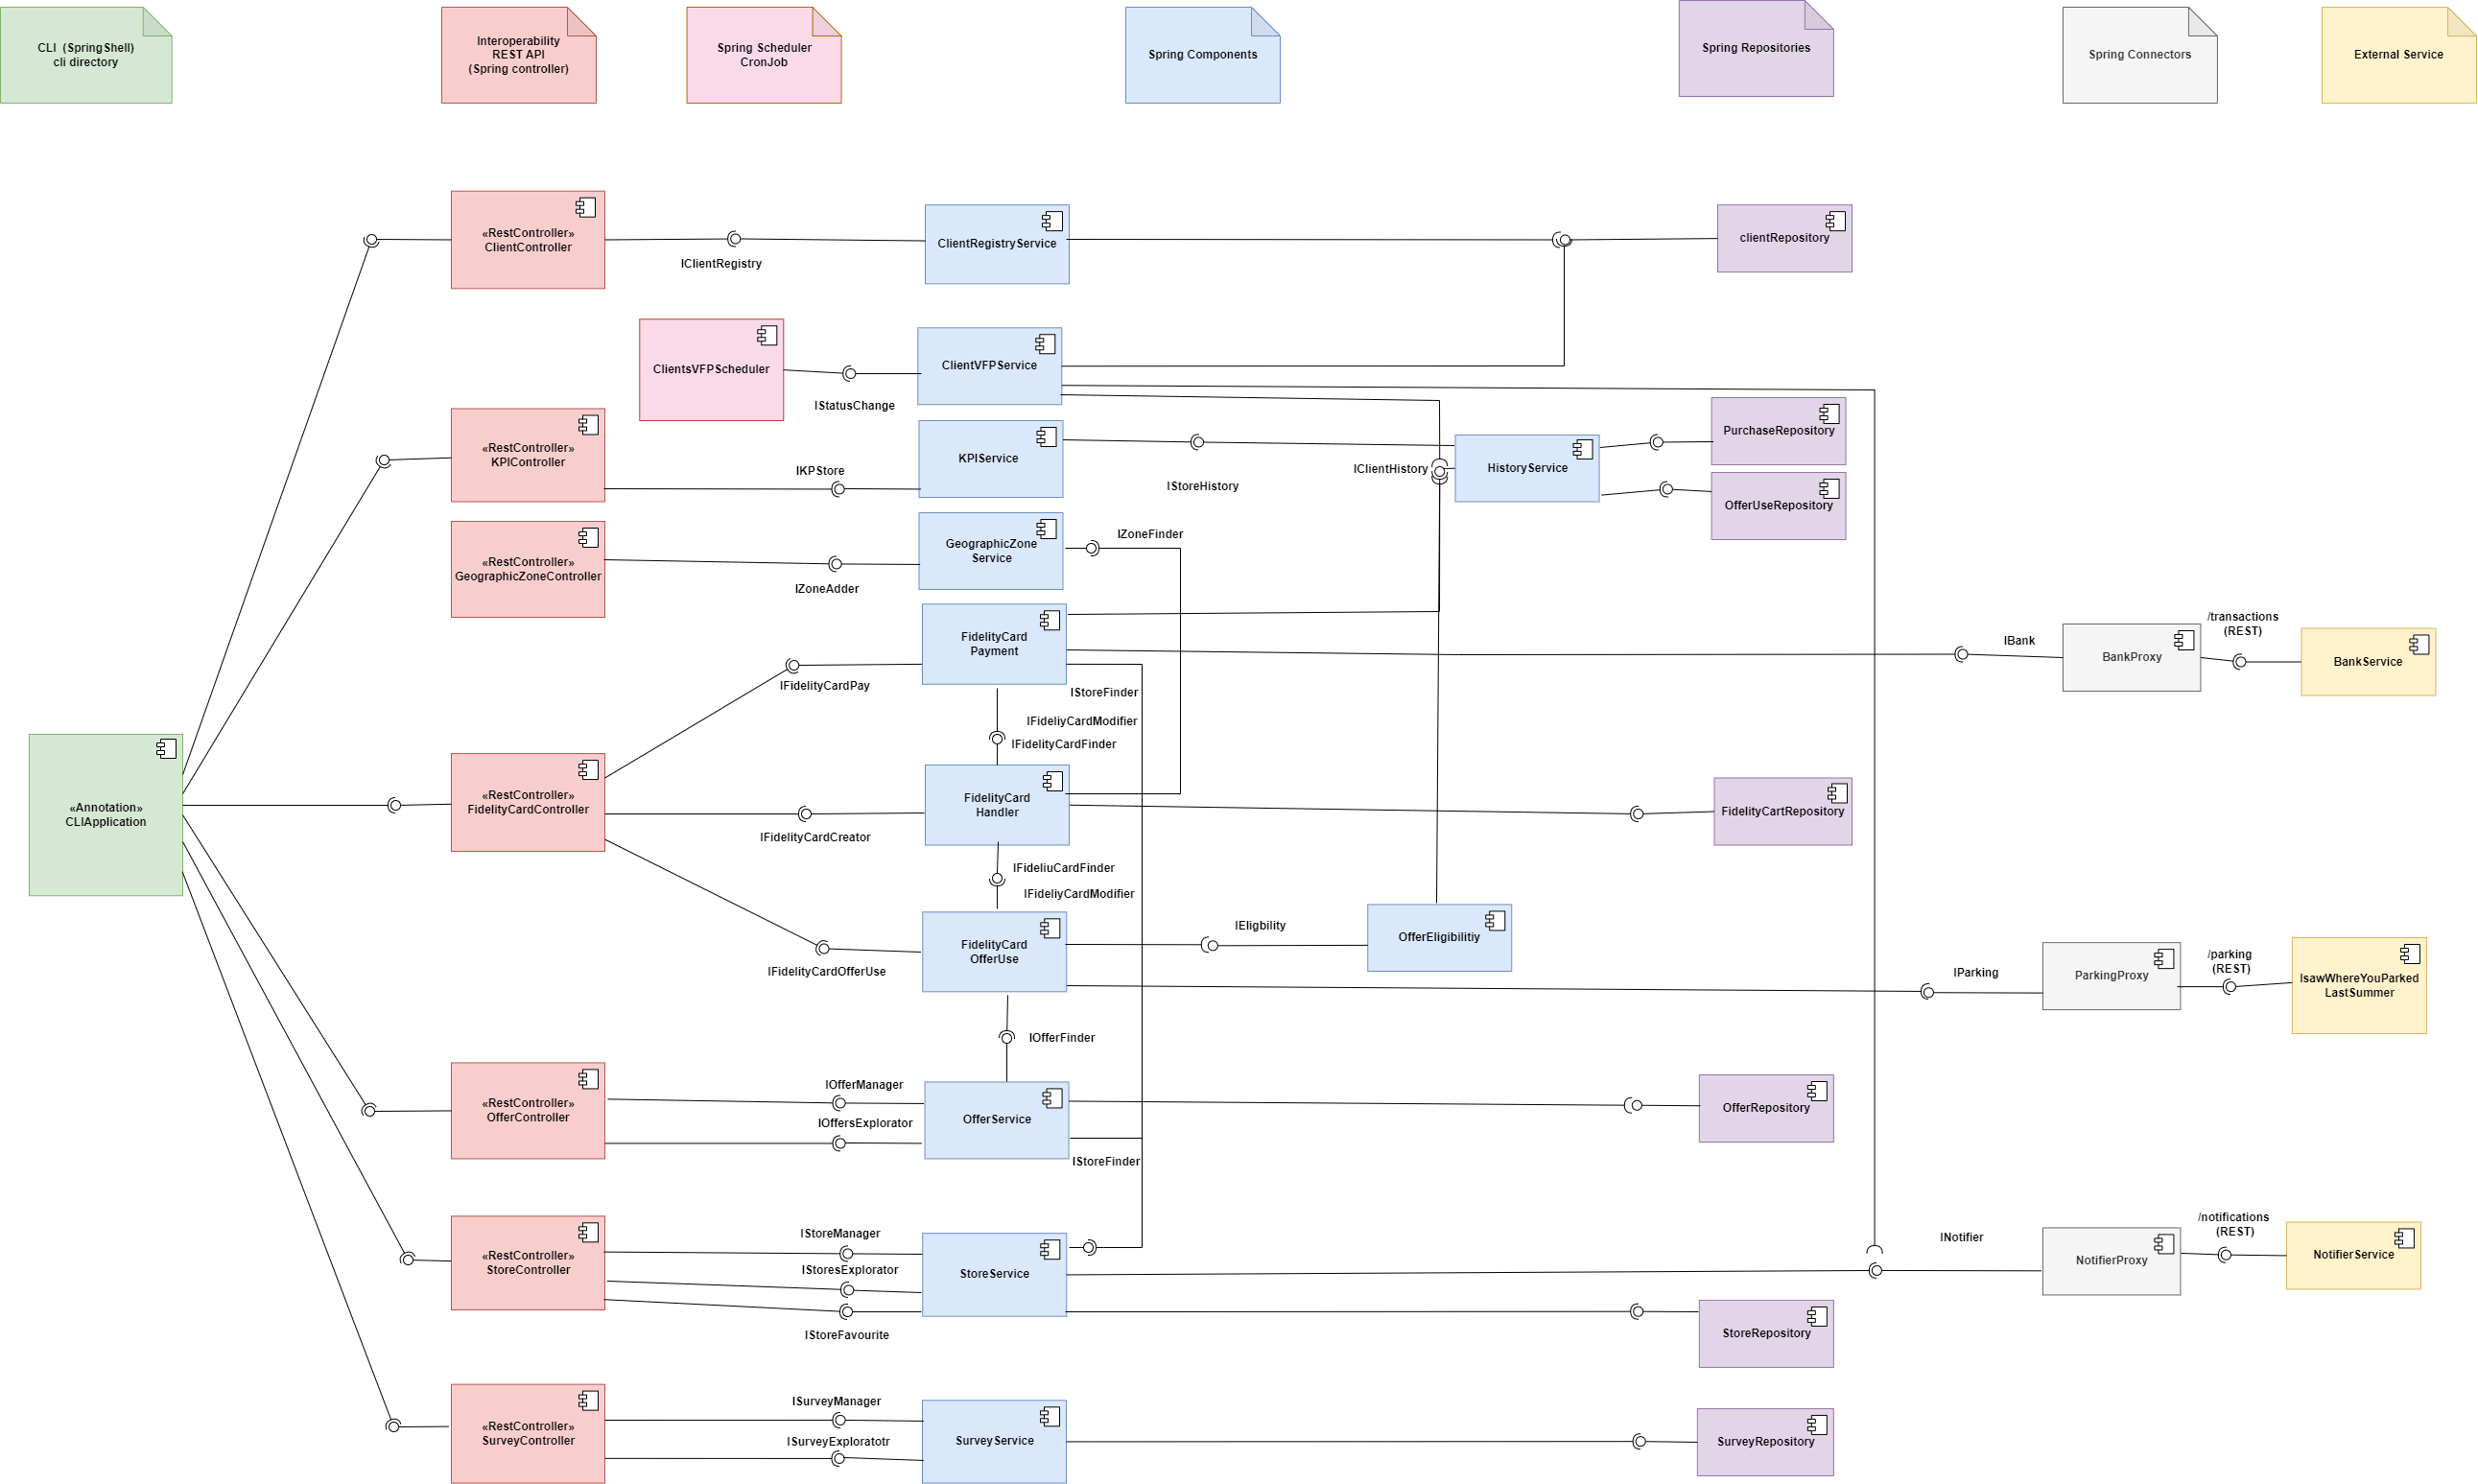 CLI (SpringShell)
cli directory
Interoperability
REST API
(Spring controller)
Spring Scheduler
CronJob
Spring Components
Spring Repositories
Spring Connectors
External Service
«RestController»
ClientController
IClientRegistry
ClientRegistryService
clientRepository
ClientsVFPScheduler
IStatusChange
ClientVFPService
«RestController»
KPIController
IKPStore
KPIService
IStoreHistory
IClientHistory
HistoryService
PurchaseRepository
OfferUseRepository
«RestController»
GeographicZoneController
IZoneAdder
GeographicZone
Service
IZoneFinder
FidelityCard
Payment
IFidelityCardPay
IStoreFinder
IFideliyCardModifier
IFidelityCardFinder
IBank
BankProxy
/transactions
(REST)
BankService
«Annotation»
CLIApplication
«RestController»
FidelityCardController
IFidelityCardCreator
FidelityCard
Handler
FidelityCartRepository
IFideliuCardFinder
IFideliyCardModifier
IFidelityCardOfferUse
FidelityCard
OfferUse
IEligbility
OfferEligibilitiy
IParking
ParkingProxy
/parking
(REST)
IsawWhereYouParked
LastSummer
IOfferFinder
«RestController»
OfferController
IOfferManager
IOffersExplorator
OfferService
IStoreFinder
OfferRepository
«RestController»
StoreController
IStoreManager
IStoresExplorator
IStoreFavourite
StoreService
INotifier
NotifierProxy
/notifications
(REST)
NotifierService
StoreRepository
«RestController»
SurveyController
ISurveyManager
ISurveyExploratotr
SurveyService
SurveyRepository